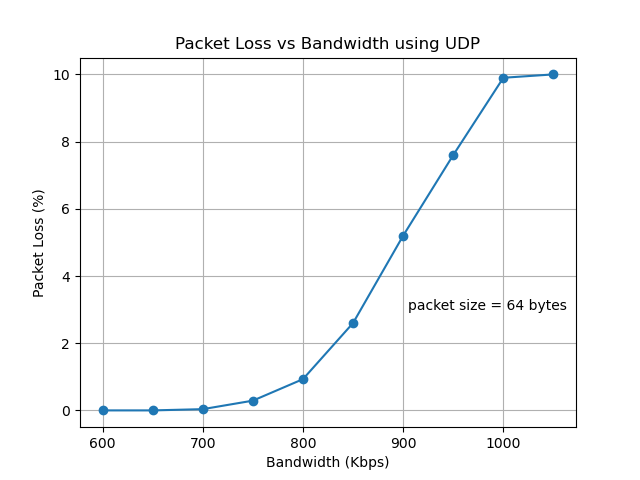 Packet Loss vs Bandwidth using UDP
10
8
6
4
2
0
Packet Loss (%)
packet size = 64 bytes
600 700 800 900 1000
Bandwidth (Kbps)